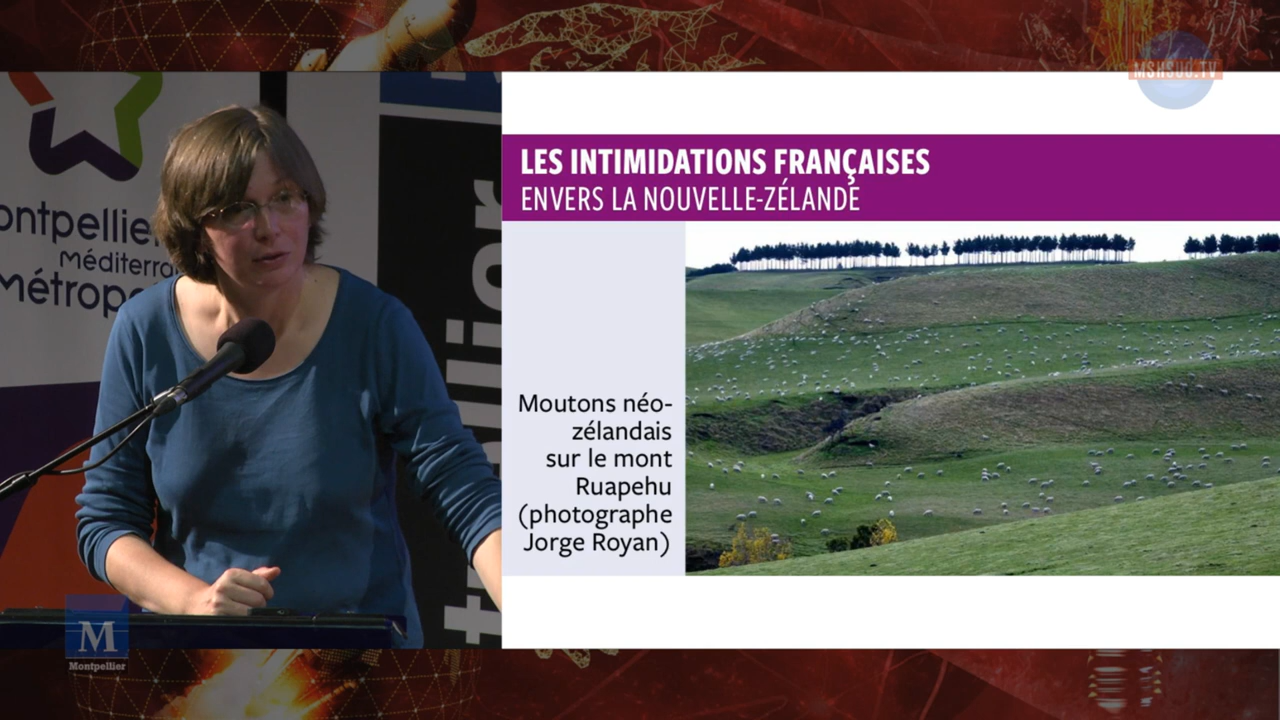 MSHSUD.TV
LES INTIMIDATIONS FRANÇAISES
ENVERS LA NOUVELLE-ZÉLANDE
Moutons néo-
zélandais
sur le mont
Ruapehu
(photographe
Jorge Royan)
ontpellie
méditerra
métropo
M
Montpellier